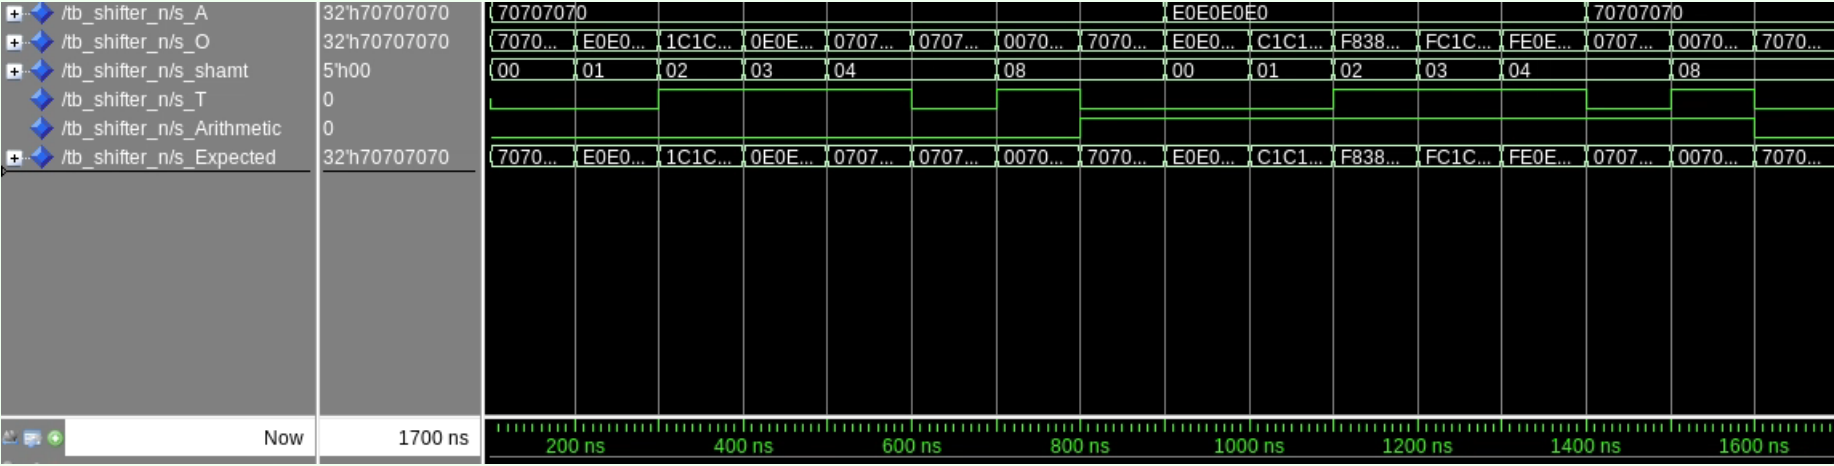 /tb_shifter_n/s_A 32'h70707070 70707070 E0E0E0E0 70707070
/tb_shifter_n/s_O 32'h70707070 7070... E0E0... 1C1C... 0E0E... 0707... 0707... 0070... 7070... E0E0... C1C1... F838... FC1C... FE0E... 0707... 0070... 7070...
/tb_shifter_n/s_shamt 5'h00 00 01 02 03 04 08 00 01 02 03 04 08
/tb_shifter_n/s_T 0
/tb_shifter_n/s_Arithmetic 0
/tb_shifter_n/s_Expected 32'h70707070 7070... E0E0... 1C1C... 0E0E... 0707... 0707... 0070... 7070... E0E0... C1C1... F838... FC1C... FE0E... 0707... 0070... 7070...
Now 1700 ns 200 ns 400 ns 600 ns 800 ns 1000 ns 1200 ns 1400 ns 1600 ns